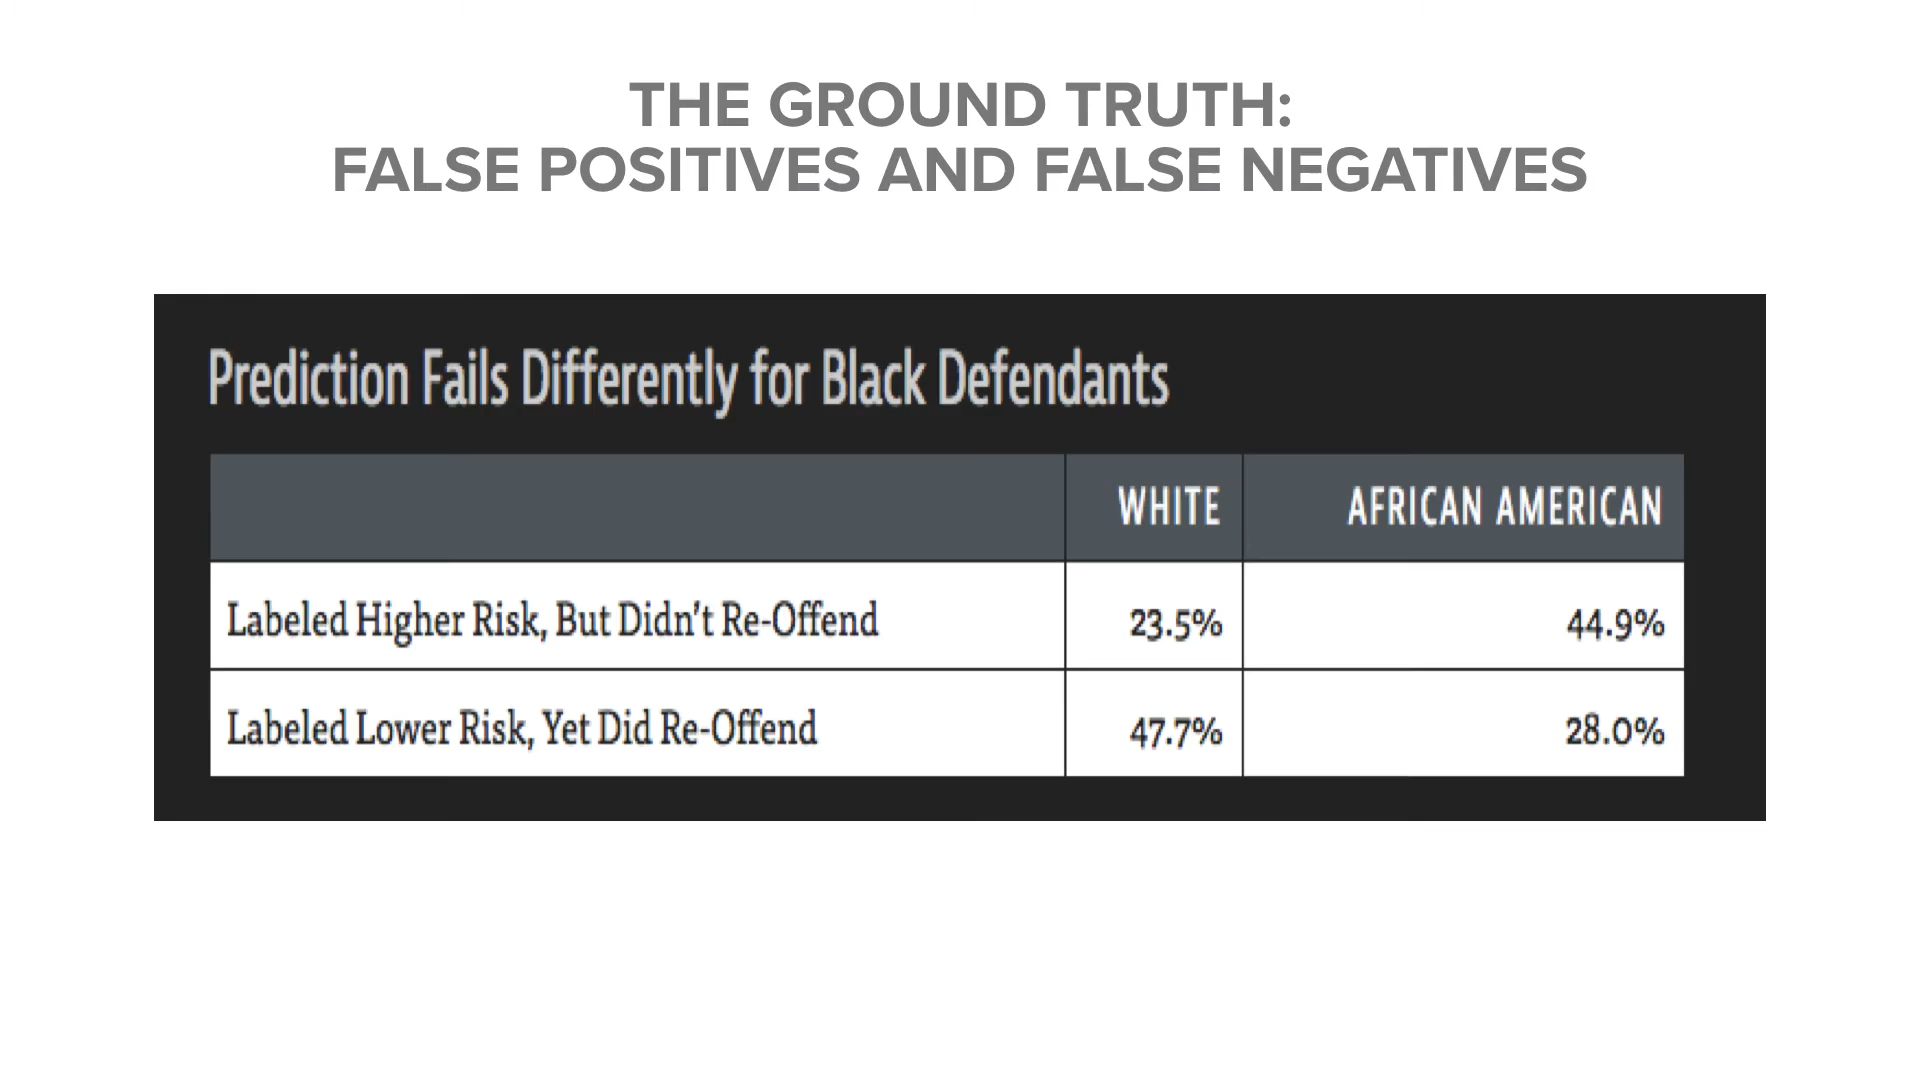 THE GROUND TRUTH:
FALSE POSITIVES AND FALSE NEGATIVES
Prediction Fails Differently for Black Defendants
WHITE AFRICAN AMERICAN
Labeled Higher Risk, But Didn’t Re-Offend 23.5% 44.9%
Labeled Lower Risk, Yet Did Re-Offend 47.7% 28.0%